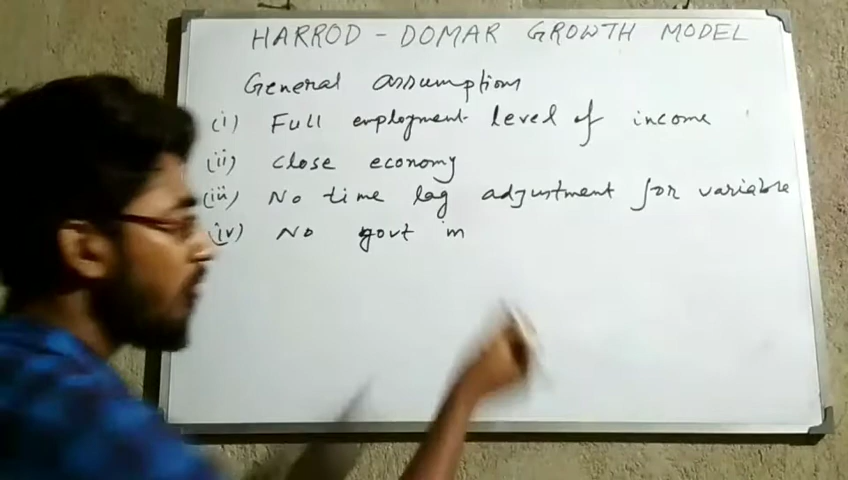 HARROD - DOMAR GROWTH MODEL
General assumptions
(i) Full employment level of income
(ii) Close economy
(iii) No time lag adjustment for variable
(iv) No govt in